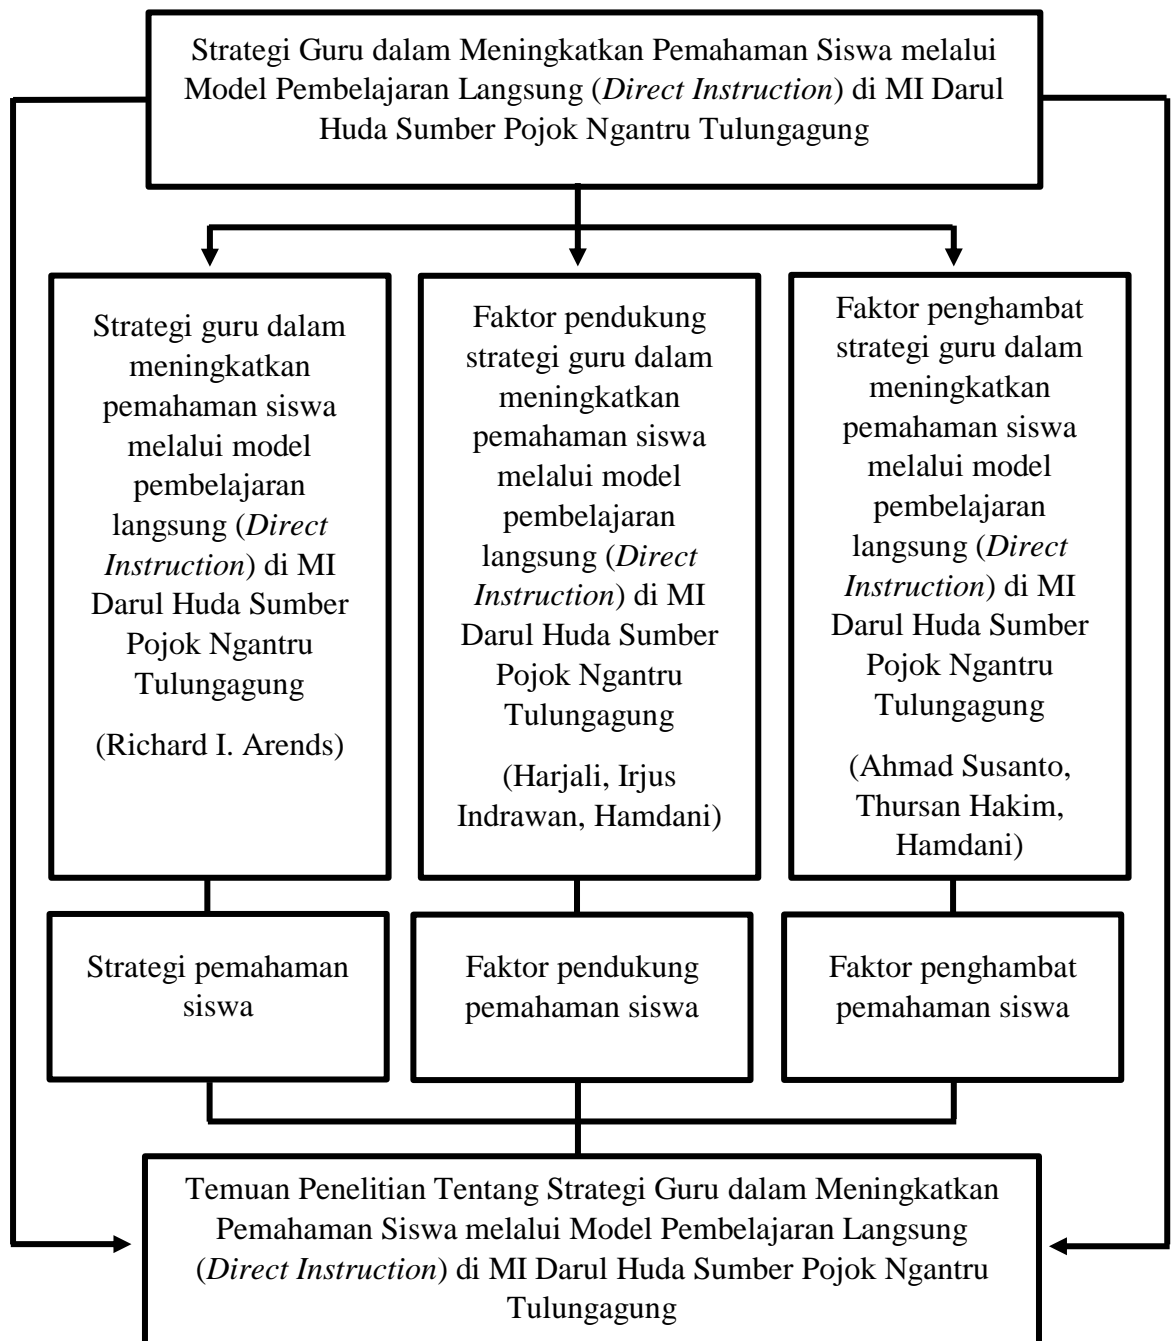 Strategi Guru dalam Meningkatkan Pemahaman Siswa melalui
Model Pembelajaran Langsung (Direct Instruction) di MI Darul
Huda Sumber Pojok Ngantru Tulungagung
Strategi guru dalam
meningkatkan
pemahaman siswa
melalui model
pembelajaran
langsung (Direct
Instruction) di MI
Darul Huda Sumber
Pojok Ngantru
Tulungagung
(Richard I. Arends)
Faktor pendukung
strategi guru dalam
meningkatkan
pemahaman siswa
melalui model
pembelajaran
langsung (Direct
Instruction) di MI
Darul Huda Sumber
Pojok Ngantru
Tulungagung
(Harjali, Irjus
Indrawan, Hamdani)
Faktor penghambat
strategi guru dalam
meningkatkan
pemahaman siswa
melalui model
pembelajaran
langsung (Direct
Instruction) di MI
Darul Huda Sumber
Pojok Ngantru
Tulungagung
(Ahmad Susanto,
Thursan Hakim,
Hamdani)
Strategi pemahaman
siswa
Faktor pendukung
pemahaman siswa
Faktor penghambat
pemahaman siswa
Temuan Penelitian Tentang Strategi Guru dalam Meningkatkan
Pemahaman Siswa melalui Model Pembelajaran Langsung
(Direct Instruction) di MI Darul Huda Sumber Pojok Ngantru
Tulungagung